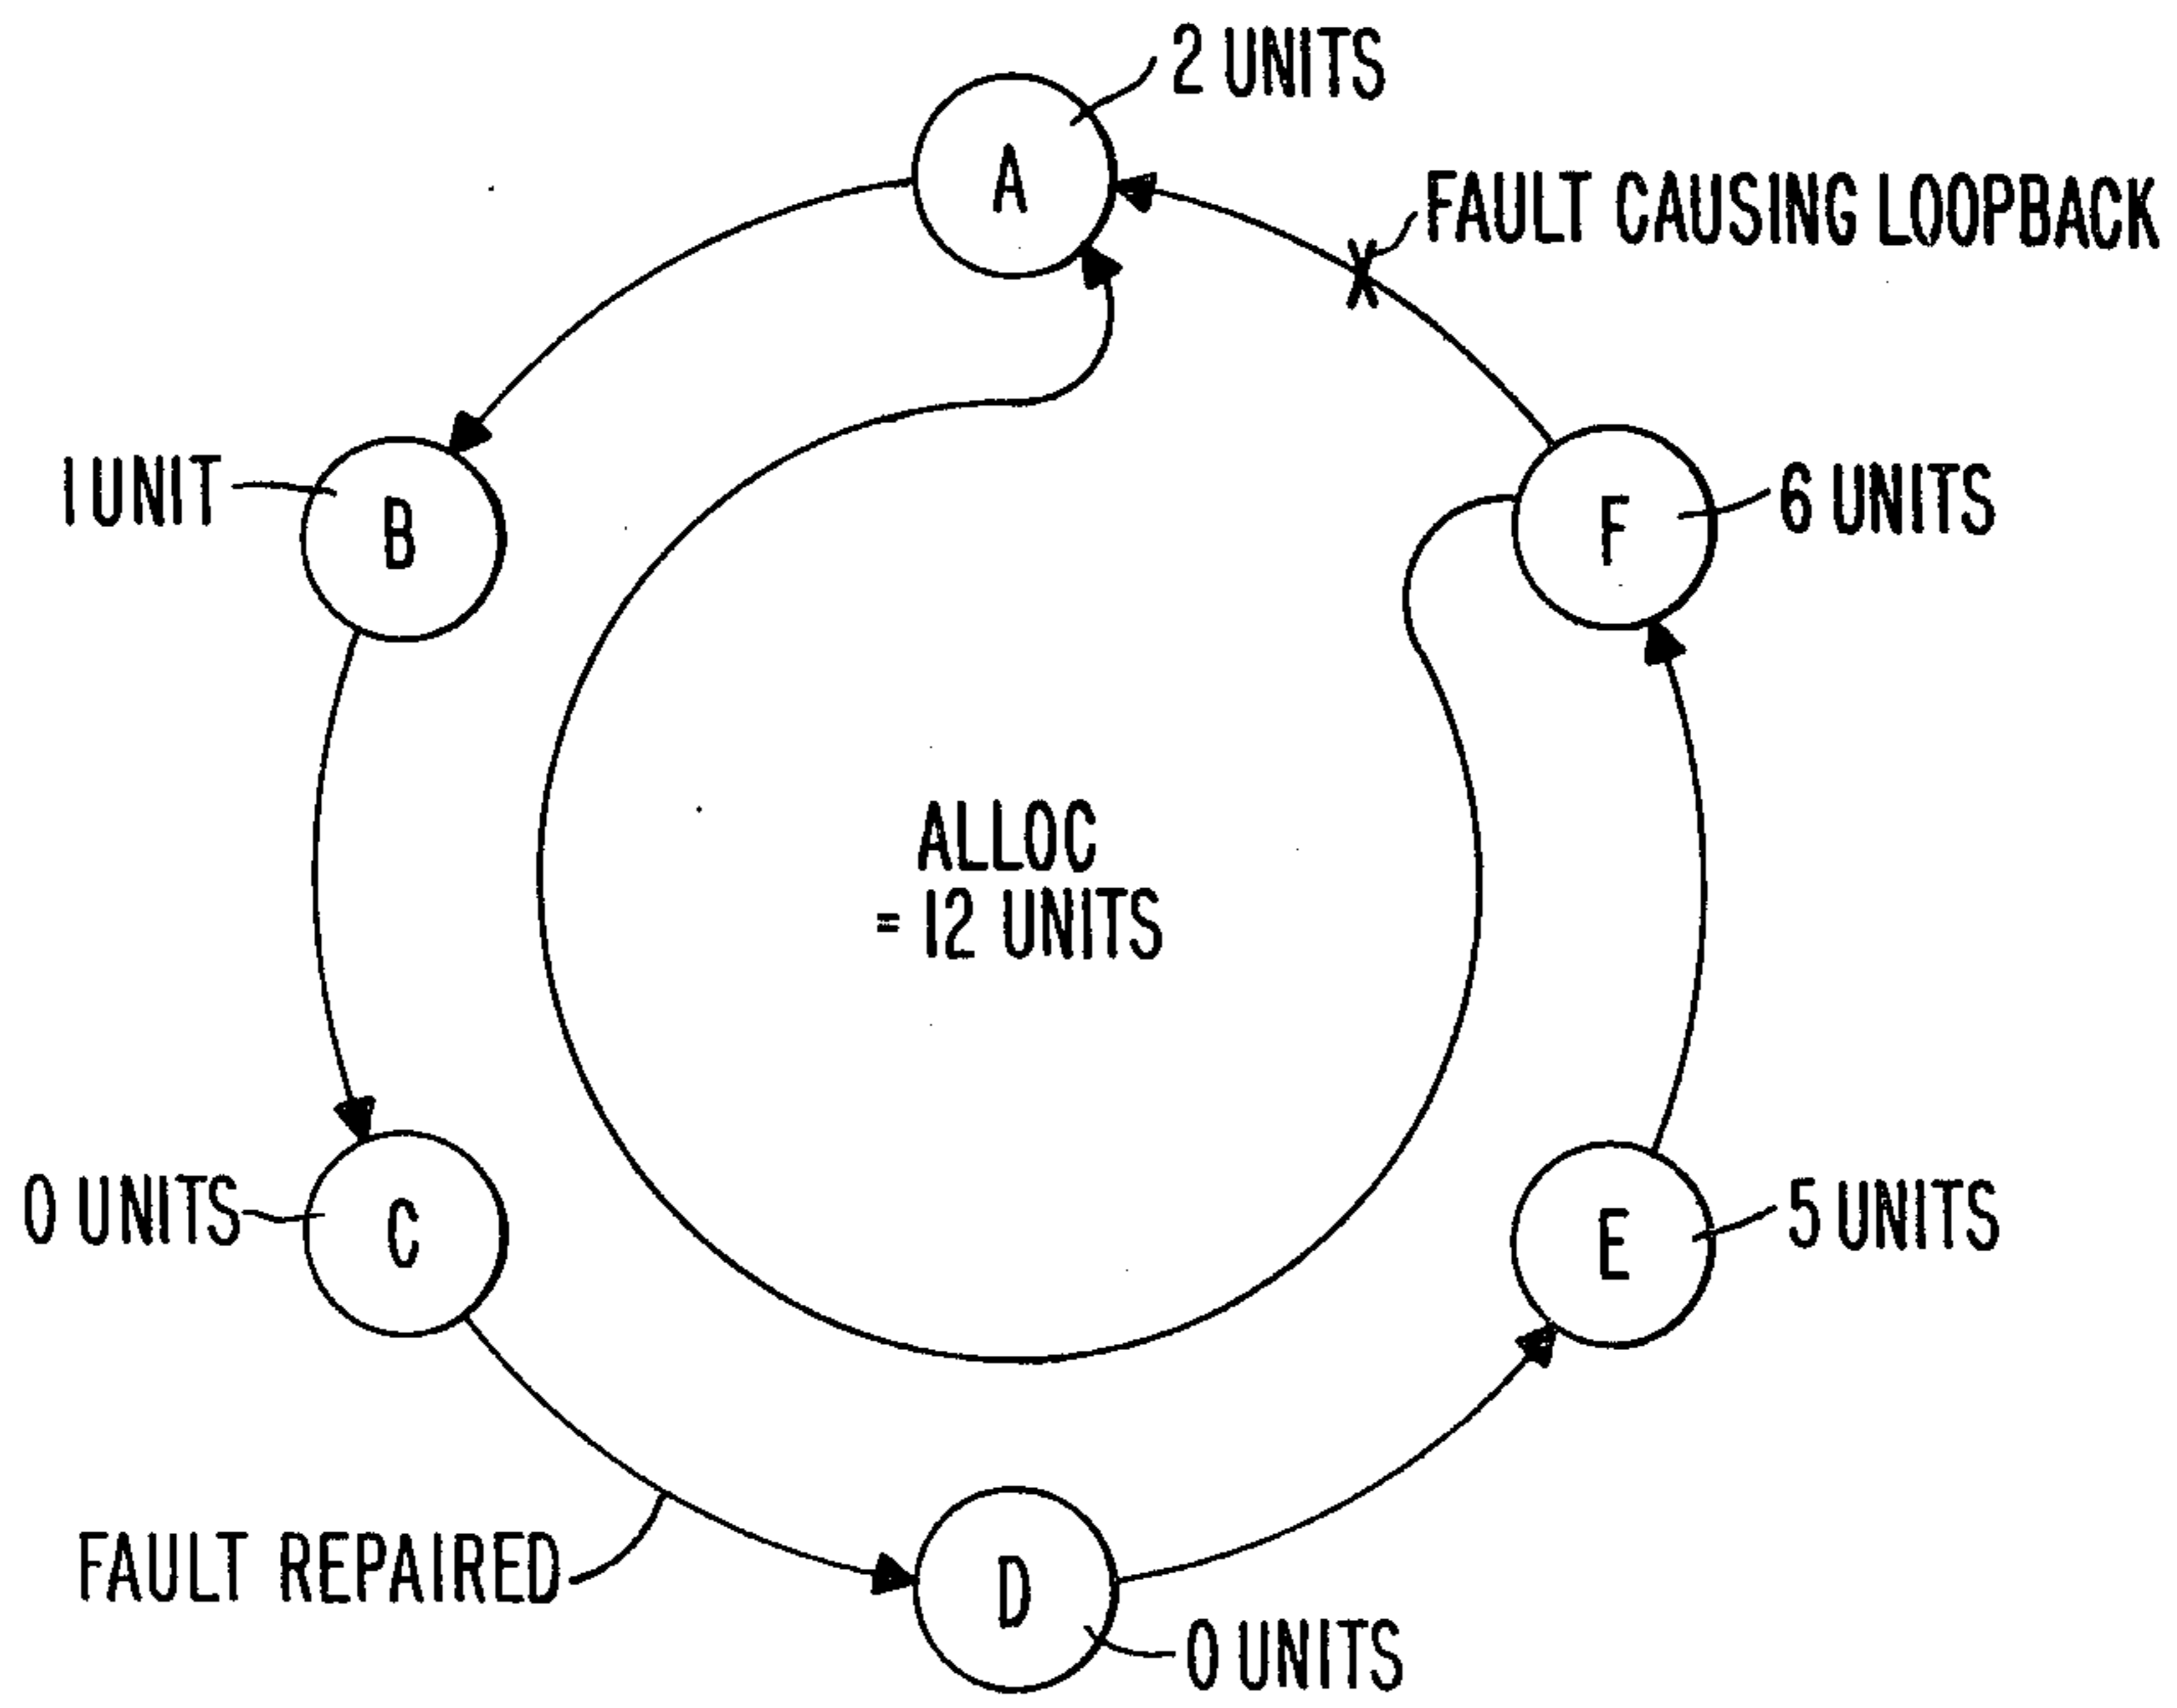 2 UNITS
A
FAULT CAUSING LOOPBACK
1 UNIT
B
F
6 UNITS
ALLOC
= 12 UNITS
0 UNITS
C
E
5 UNITS
FAULT REPAIRED
D
0 UNITS